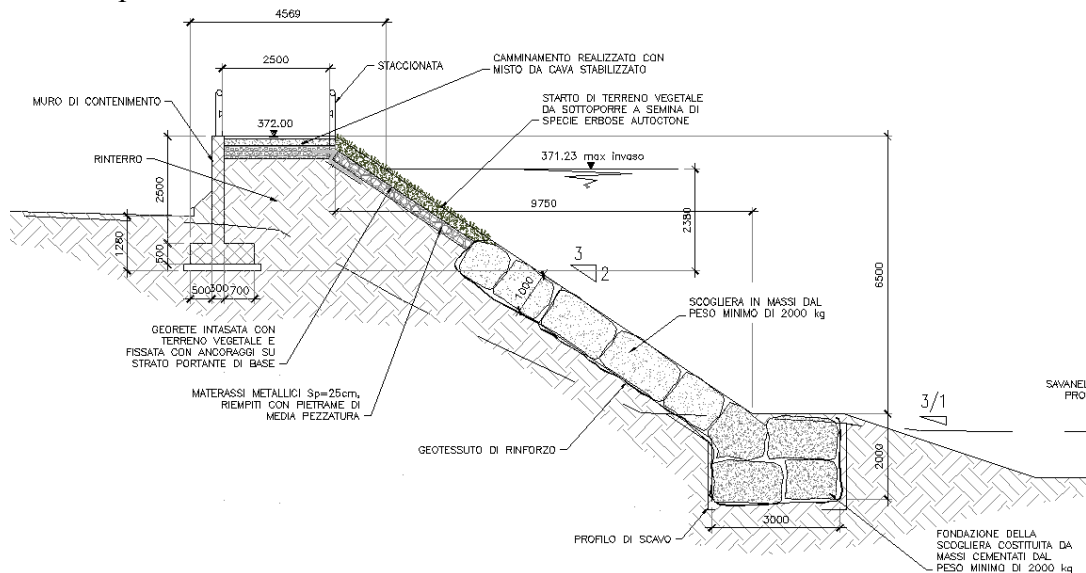 4569
2500
STACCIONATA
CAMMINAMENTO REALIZZATO CON
MISTO DA CAVA STABILIZZATO
MURO DI CONTENIMENTO
STARTO DI TERRENO VEGETALE
DA SOTTOPORRE A SEMINA DI
SPECIE ERBOSE AUTOCTONE
372.00
371.23 max invaso
RINTERRO
2500
9750
2380
6500
1280
500
3
2
1000
500
300
700
SCOGLIERA IN MASSI DAL
PESO MINIMO DI 2000 kg
GEORETE INTASATA CON
TERRENO VEGETALE E
FISSATA CON ANCORAGGI SU
STRATO PORTANTE DI BASE
MATERASSI METALLICI Sp=25cm,
RIEMPITI CON PIETRAME DI
MEDIA PEZZATURA
SAVANEL
PRO
3/1
GEOTESSUTO DI RINFORZO
2000
3000
PROFILO DI SCAVO
FONDAZIONE DELLA
SCOGLIERA COSTITUITA DA
MASSI CEMENTATI DAL
PESO MINIMO DI 2000 kg